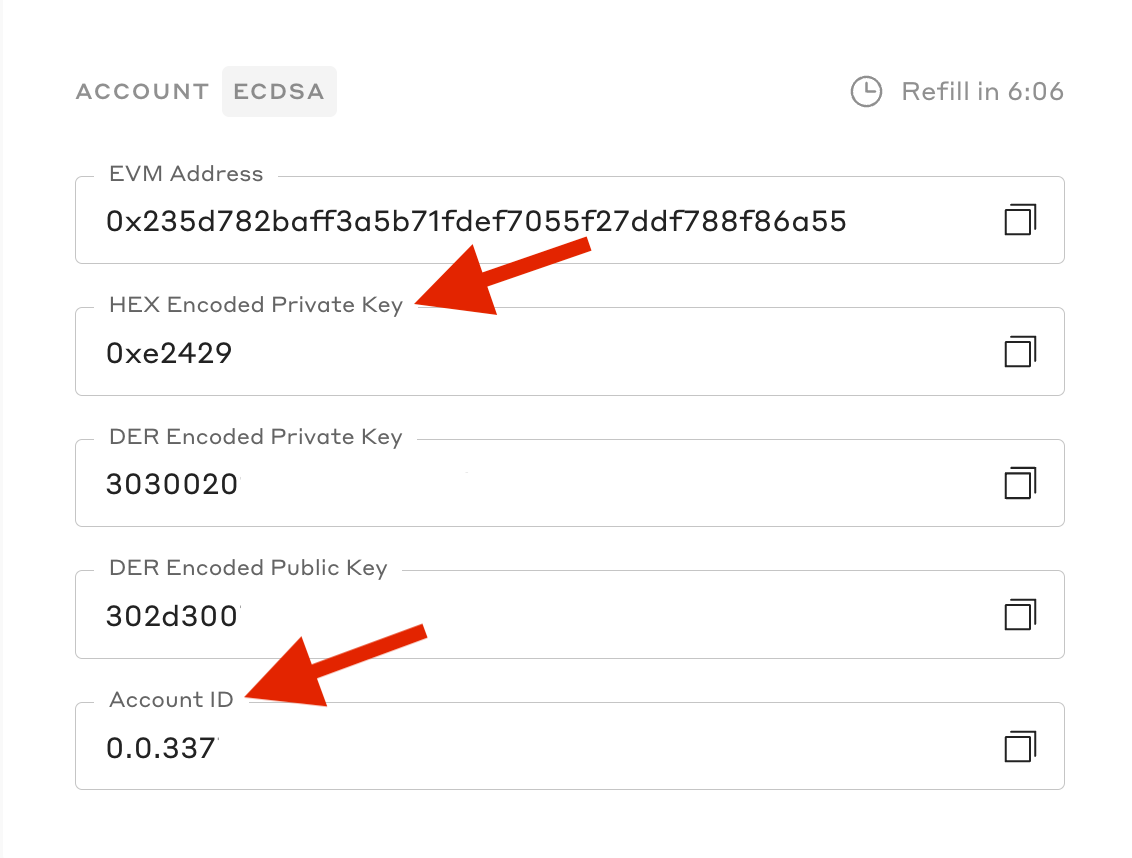 ACCOUNT ECDSA Refill in 6:06
EVM Address
0x235d782baff3a5b71fdef7055f27ddf788f86a55
HEX Encoded Private Key
0xe2429
DER Encoded Private Key
3030020
DER Encoded Public Key
302d300
Account ID
0.0.337